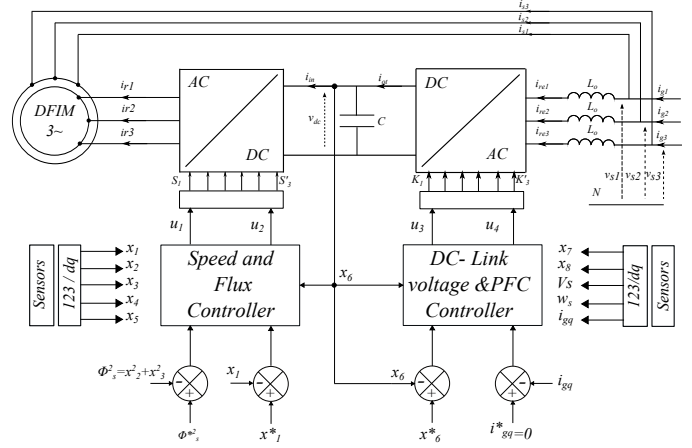 i_s3
i_s2
i_s1
DFIM
3~
i_r1
i_r2
i_r3
AC
DC
i_in
i_ot
v_dc
C
DC
AC
i_re1
i_re2
i_re3
L_o
L_o
L_o
i_g1
i_g2
i_g3
v_s1
v_s2
v_s3
N
S_1
S'_3
K_1
K'_3
u_1
u_2
u_3
u_4
Sensors
123 / dq
x_1
x_2
x_3
x_4
x_5
Speed and
Flux
Controller
x_6
DC- Link
voltage &PFC
Controller
x_7
x_8
V_s
w_s
i_gq
123/dq
Sensors
Φ²_s=x²_2+x²_3
-
+
x_1
-
+
x_6
-
+
-
+
i_gq
Φ*²_s
x*_1
x*_6
i*_gq=0